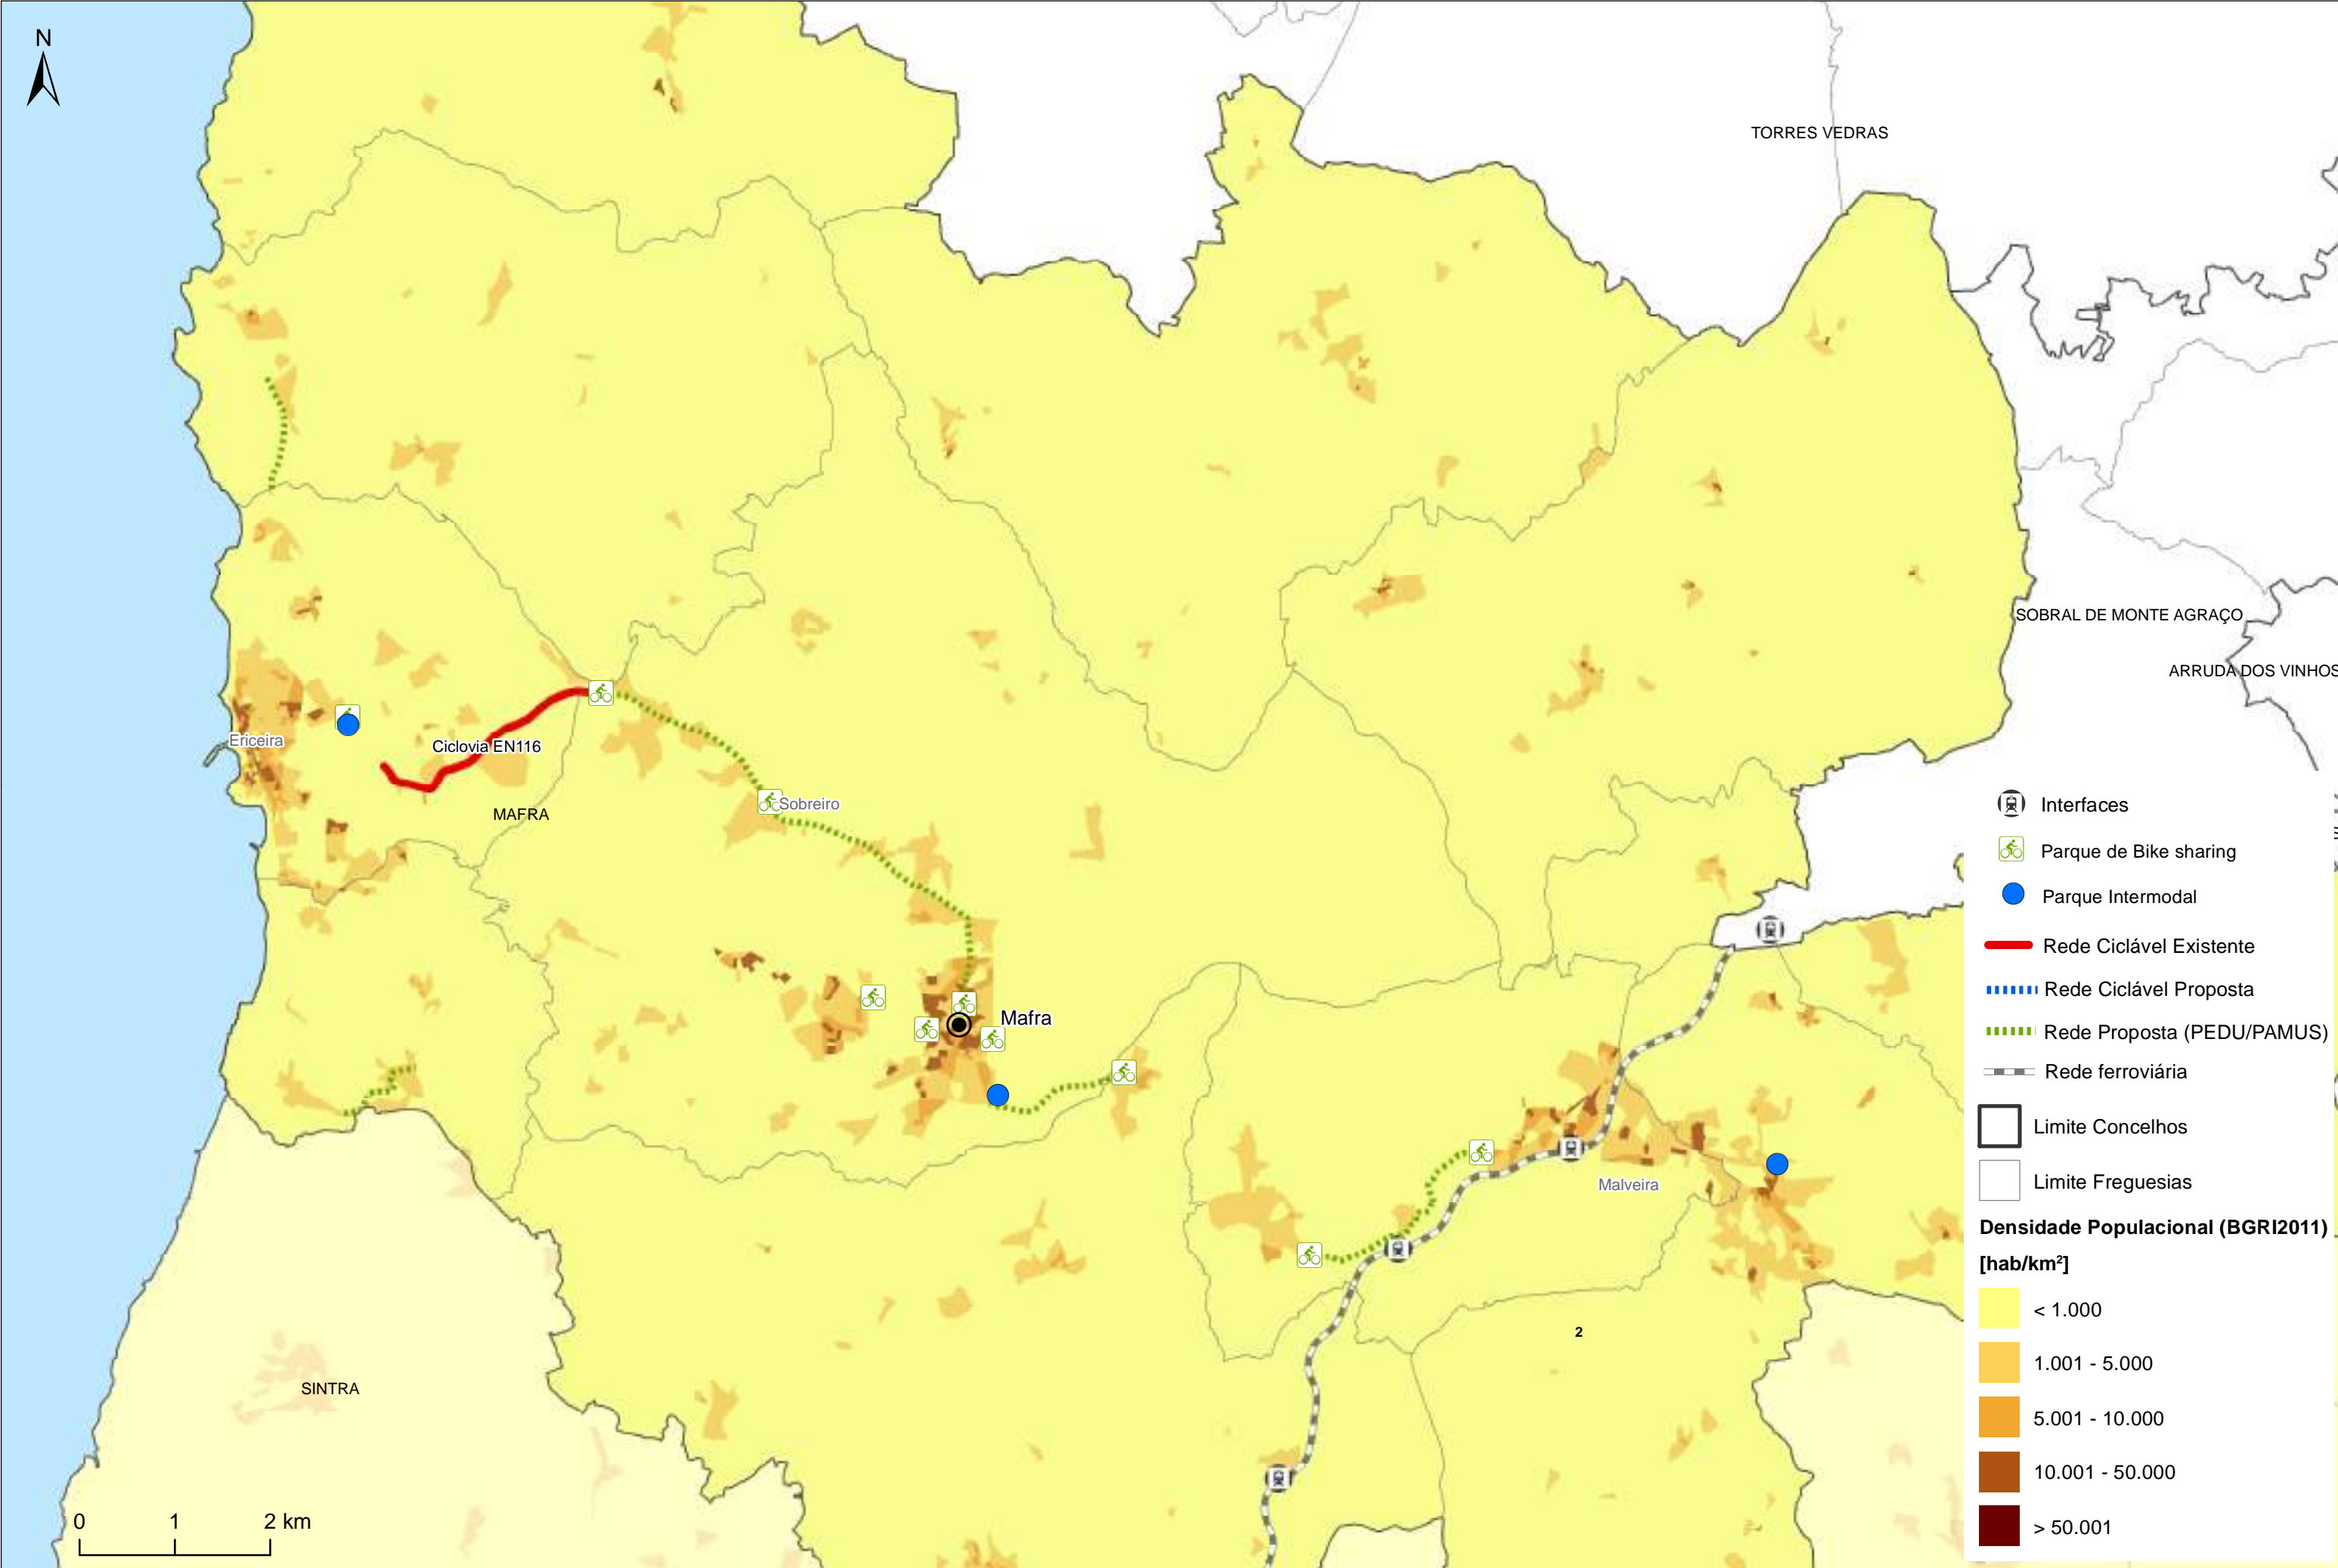 N
TORRES VEDRAS
SOBRAL DE MONTE AGRAÇO
ARRUDA DOS VINHOS
Ericeira
Ciclovia EN116
MAFRA
Sobreiro
Mafra
Malveira
2
SINTRA
0 1 2 km
Interfaces
Parque de Bike sharing
Parque Intermodal
Rede Ciclável Existente
Rede Ciclável Proposta
Rede Proposta (PEDU/PAMUS)
Rede ferroviária
Limite Concelhos
Limite Freguesias
Densidade Populacional (BGRI2011)
[hab/km²]
< 1.000
1.001 - 5.000
5.001 - 10.000
10.001 - 50.000
> 50.001